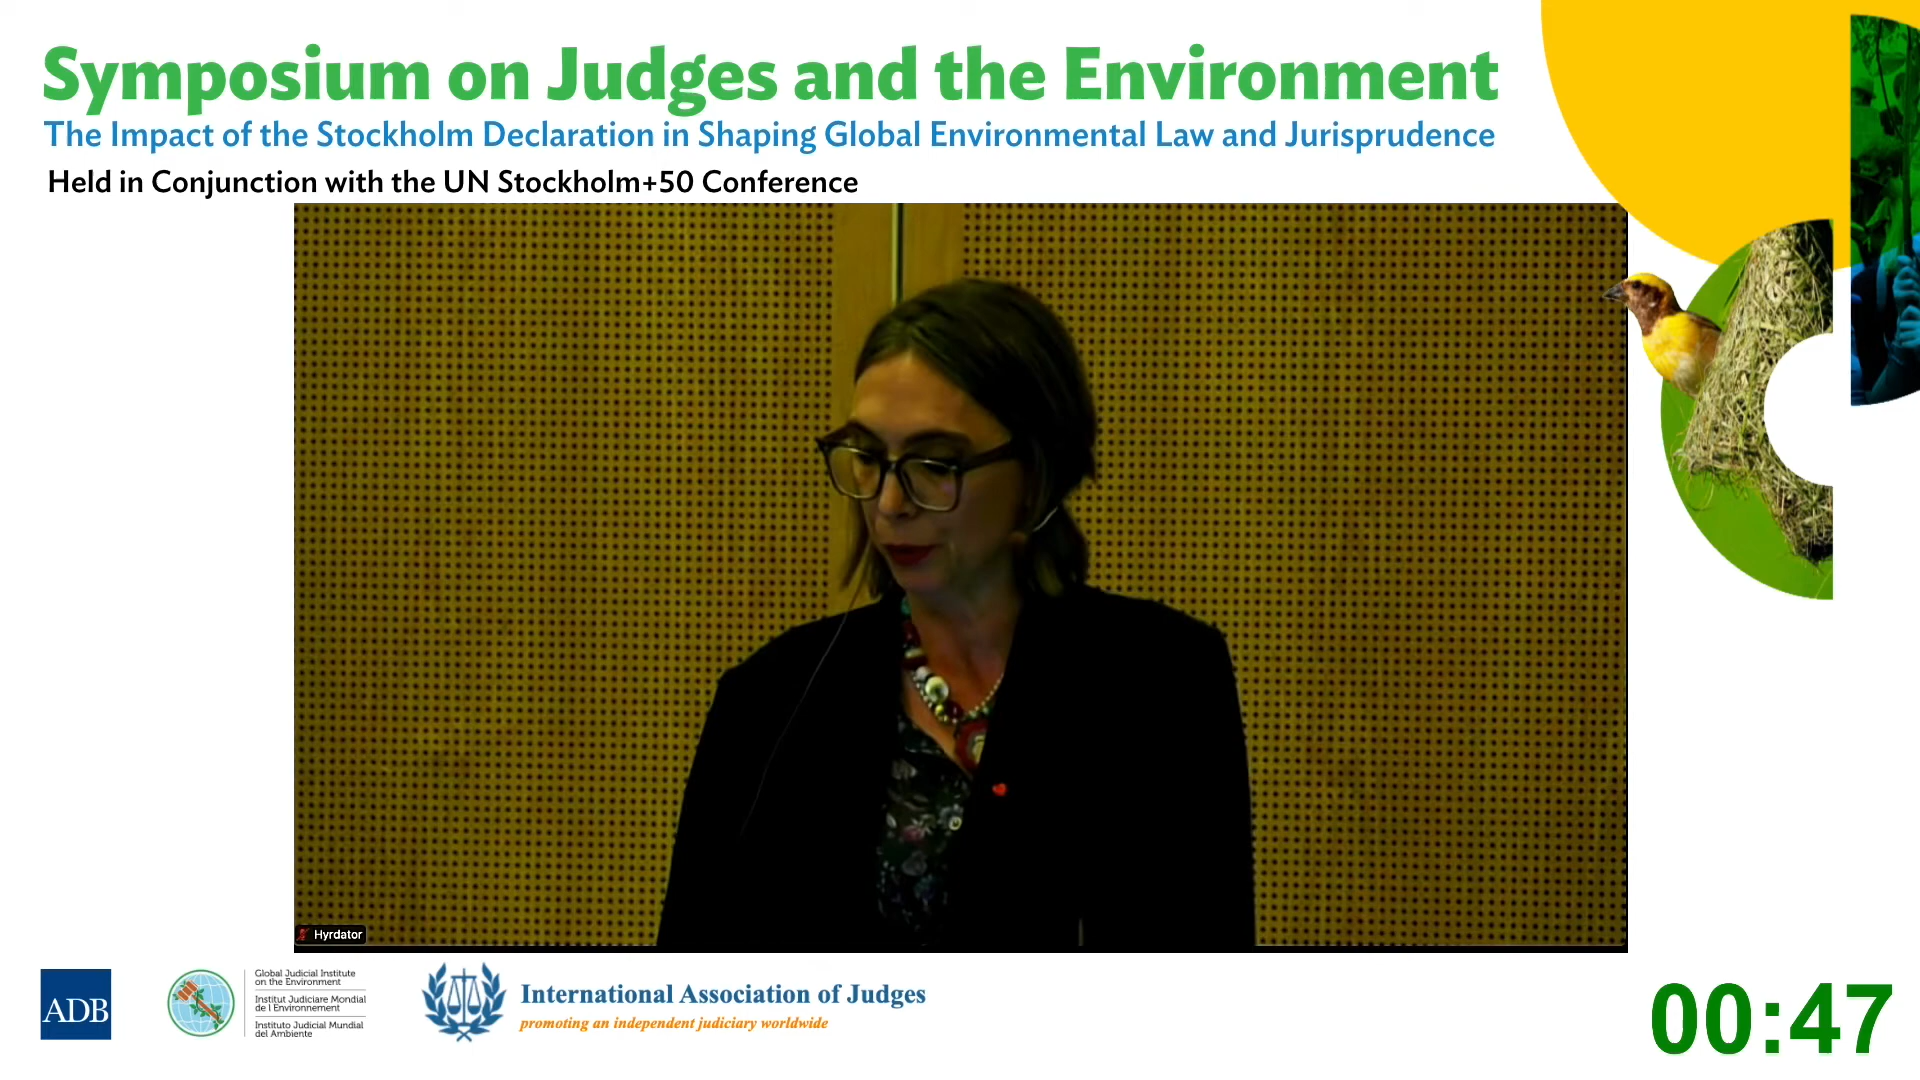 Symposium on Judges and the Environment
The Impact of the Stockholm Declaration in Shaping Global Environmental Law and Jurisprudence
Held in Conjunction with the UN Stockholm+50 Conference
Hyrdator
ADB
Global Judicial Institute
on the Environment
Institut Judiciare Mondial
de l'Environnement
Instituto Judicial Mundial
del Ambiente
International Association of Judges
promoting an independent judiciary worldwide
00:47